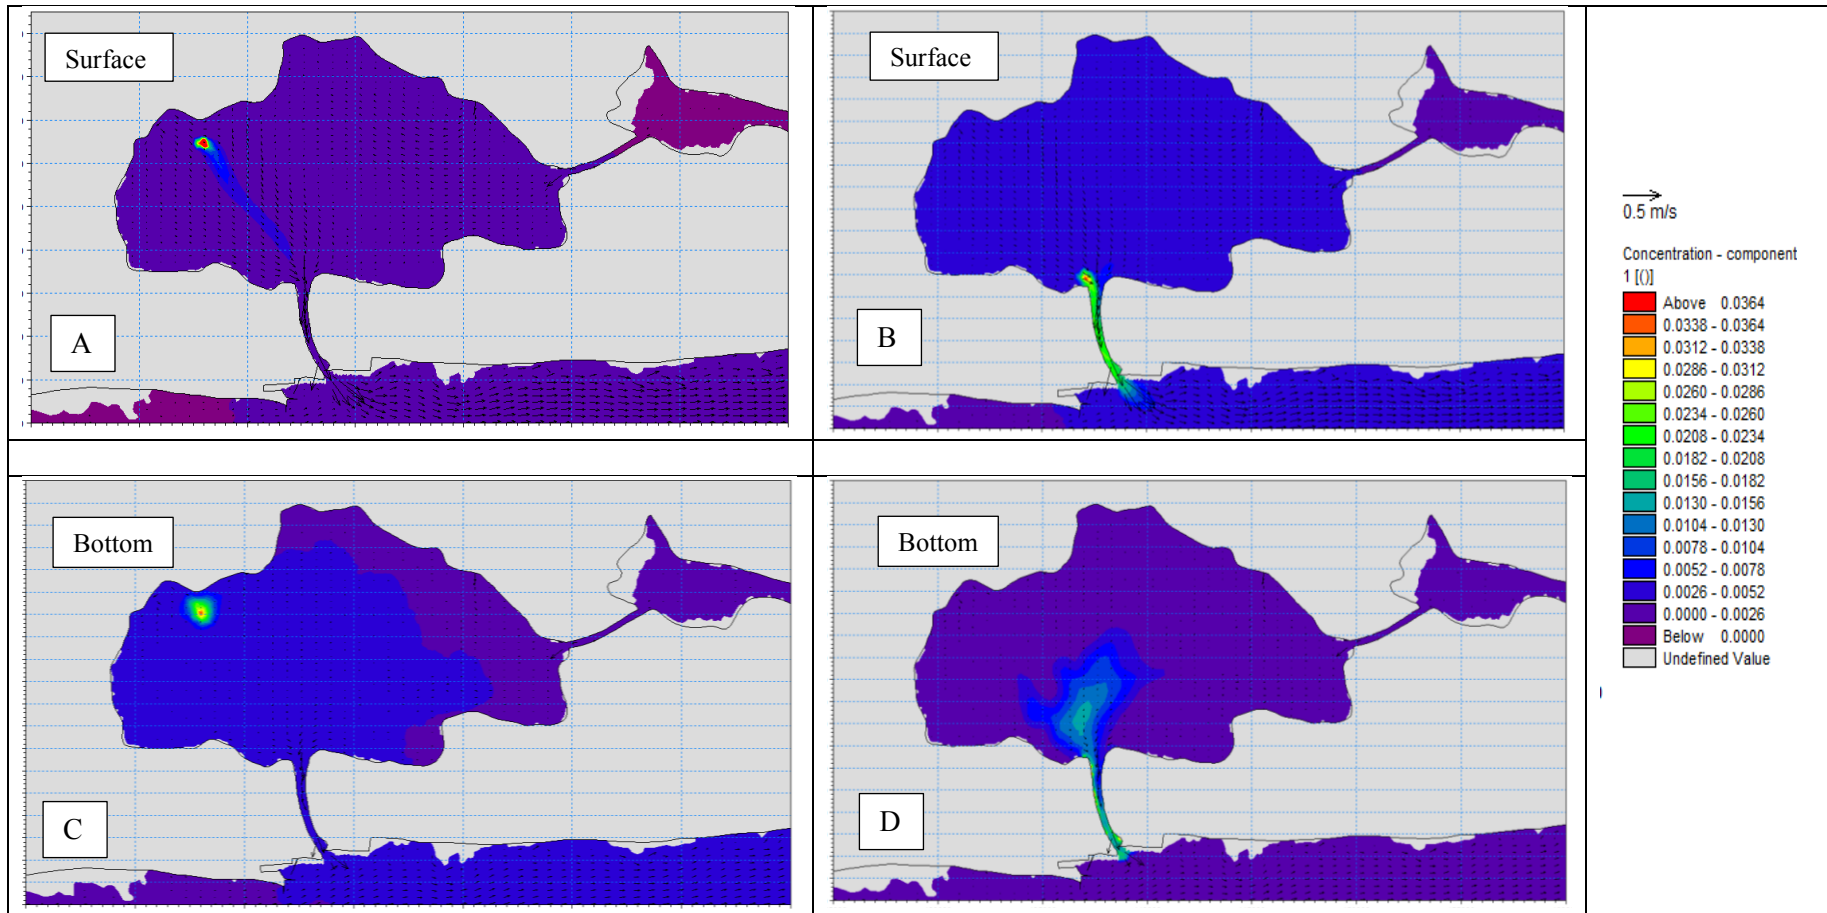 Surface
Surface
A
B
0.5 m/s
Concentration - component
1 [()]
Above 0.0364
0.0338 - 0.0364
0.0312 - 0.0338
0.0286 - 0.0312
0.0260 - 0.0286
0.0234 - 0.0260
0.0208 - 0.0234
0.0182 - 0.0208
0.0156 - 0.0182
0.0130 - 0.0156
0.0104 - 0.0130
0.0078 - 0.0104
0.0052 - 0.0078
0.0026 - 0.0052
0.0000 - 0.0026
Below 0.0000
Undefined Value
Bottom
Bottom
C
D